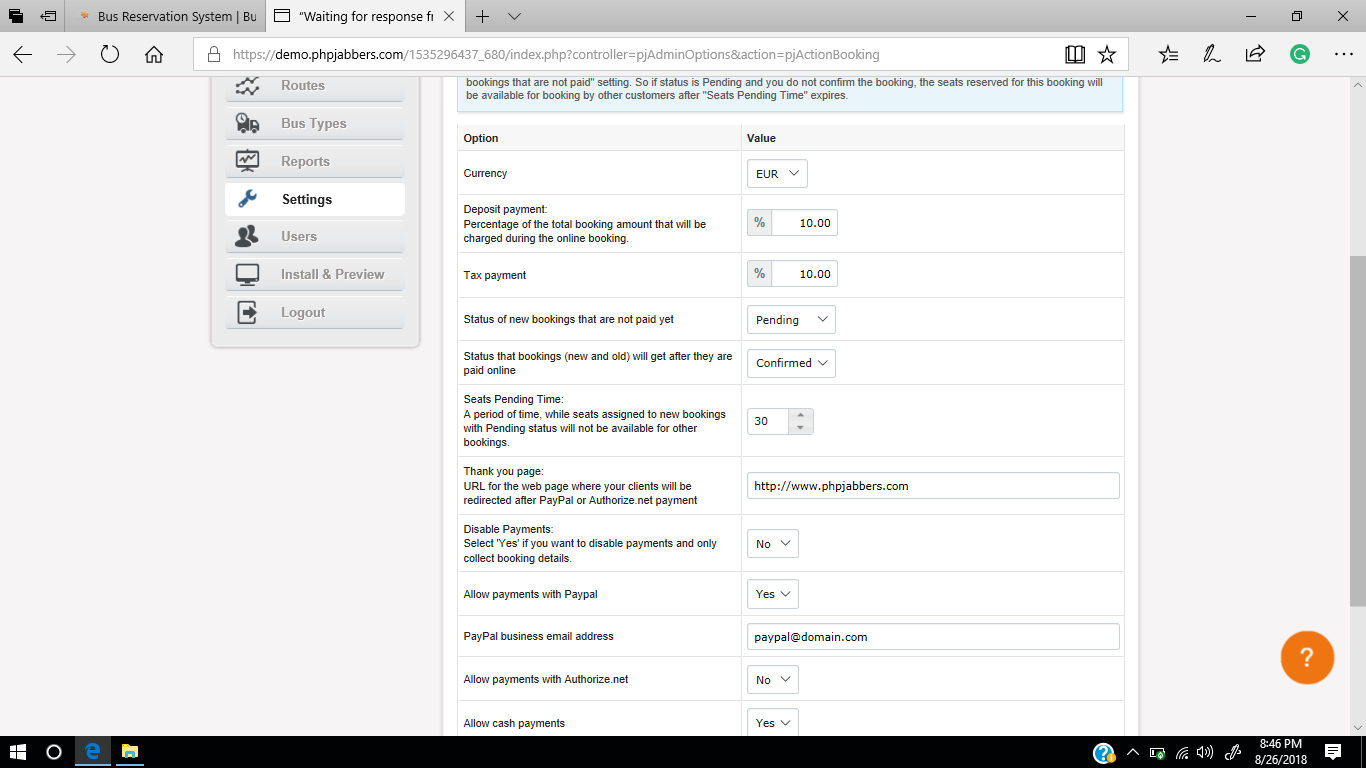 Bus Reservation System | Bu
"Waiting for response fr
https://demo.phpjabbers.com/1535296437_680/index.php?controller=pjAdminOptions&action=pjActionBooking
G
Routes
Bus Types
Reports
Settings
Users
Install & Preview
Logout
bookings that are not paid" setting. So if status is Pending and you do not confirm the booking, the seats reserved for this booking will
be available for booking by other customers after "Seats Pending Time" expires.
Option Value
Currency EUR
Deposit payment:
Percentage of the total booking amount that will be
charged during the online booking.
% 10.00
Tax payment % 10.00
Status of new bookings that are not paid yet Pending
Status that bookings (new and old) will get after they are
paid online
Confirmed
Seats Pending Time:
A period of time, while seats assigned to new bookings
with Pending status will not be available for other
bookings.
30
Thank you page:
URL for the web page where your clients will be
redirected after PayPal or Authorize.net payment
http://www.phpjabbers.com
Disable Payments:
Select 'Yes' if you want to disable payments and only
collect booking details.
No
Allow payments with Paypal Yes
PayPal business email address paypal@domain.com
Allow payments with Authorize.net No
Allow cash payments Yes
?
8:46 PM
8/26/2018